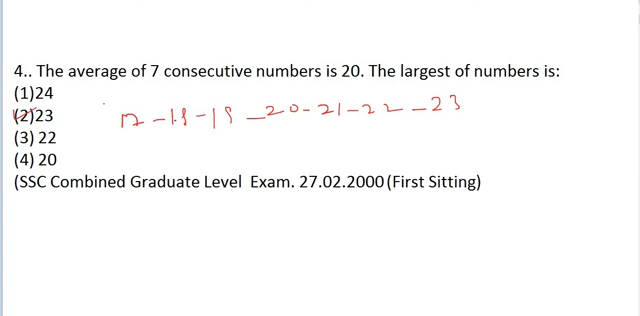 4.. The average of 7 consecutive numbers is 20. The largest of numbers is:
(1)24
(2)23
17 - 18 - 19 - 20 - 21 - 22 - 23
(3) 22
(4) 20
(SSC Combined Graduate Level Exam. 27.02.2000 (First Sitting)